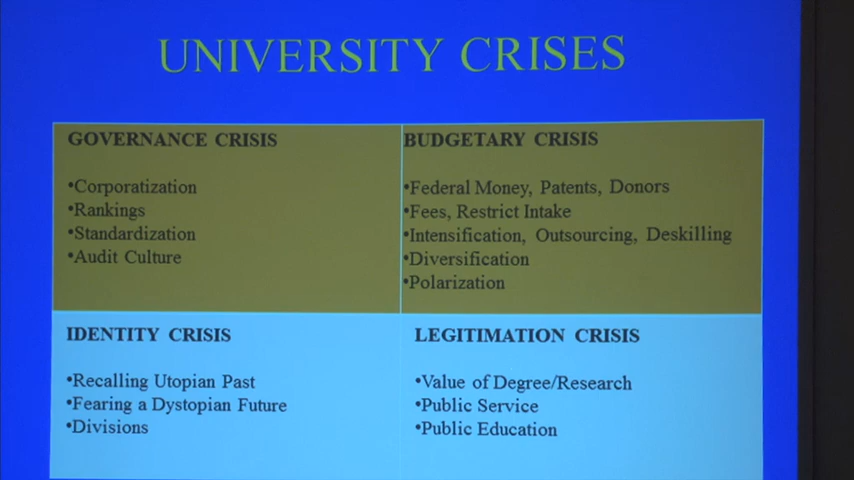 UNIVERSITY CRISES
GOVERNANCE CRISIS
•Corporatization
•Rankings
•Standardization
•Audit Culture
BUDGETARY CRISIS
•Federal Money, Patents, Donors
•Fees, Restrict Intake
•Intensification, Outsourcing, Deskilling
•Diversification
•Polarization
IDENTITY CRISIS
•Recalling Utopian Past
•Fearing a Dystopian Future
•Divisions
LEGITIMATION CRISIS
•Value of Degree/Research
•Public Service
•Public Education